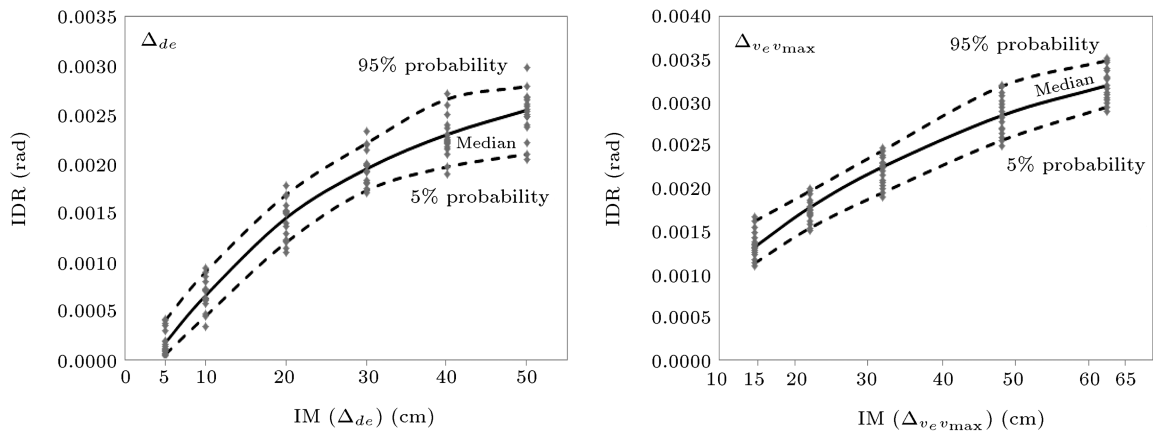 Δde
95% probability
Median
5% probability
0.0035
0.0030
0.0025
0.0020
0.0015
0.0010
0.0005
0.0000
0 5 10 20 30 40 50
IDR (rad)
IM (Δde) (cm)
Δvevmax
95% probability
Median
5% probability
0.0040
0.0035
0.0030
0.0025
0.0020
0.0015
0.0010
0.0005
0.0000
10 15 20 30 40 50 60 65
IDR (rad)
IM (Δvevmax) (cm)